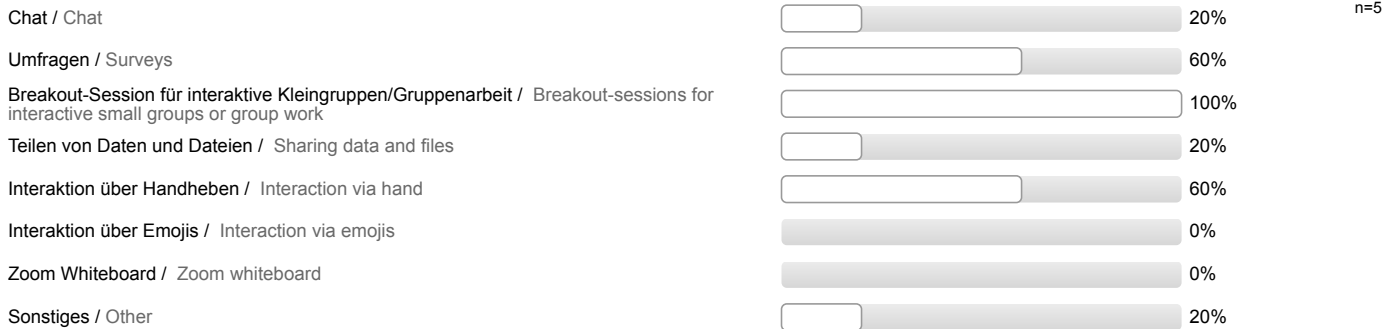 Chat / Chat 20% n=5
Umfragen / Surveys 60%
Breakout-Session für interaktive Kleingruppen/Gruppenarbeit / Breakout-sessions for
interactive small groups or group work 100%
Teilen von Daten und Dateien / Sharing data and files 20%
Interaktion über Handheben / Interaction via hand 60%
Interaktion über Emojis / Interaction via emojis 0%
Zoom Whiteboard / Zoom whiteboard 0%
Sonstiges / Other 20%